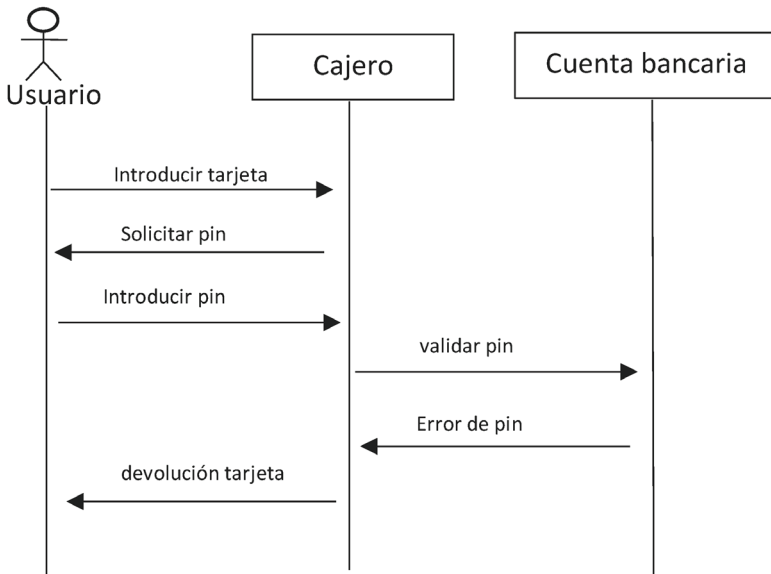 Usuario
Cajero
Cuenta bancaria
Introducir tarjeta
Solicitar pin
Introducir pin
validar pin
Error de pin
devolución tarjeta